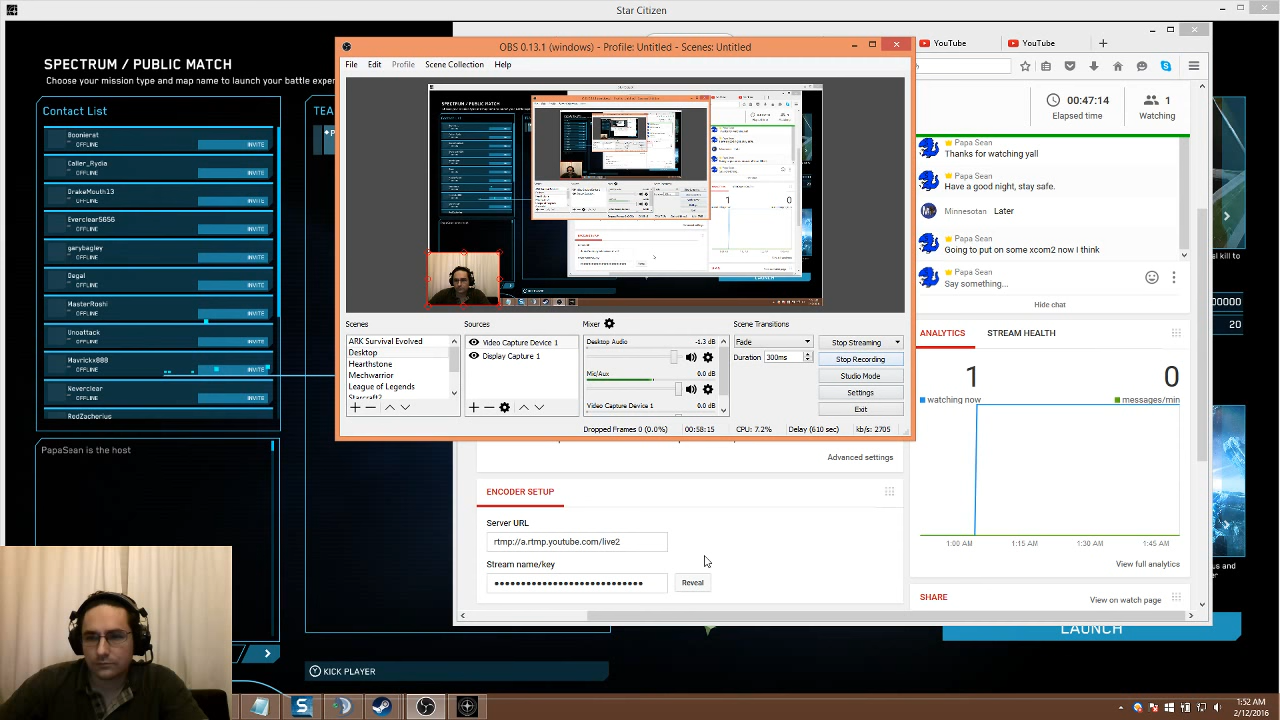 Star Citizen
SPECTRUM / PUBLIC MATCH
Choose your mission type and map name to launch your battle exper
Contact List
Boonierat
OFFLINE
INVITE
Caller_Rydia
OFFLINE
INVITE
DrakeMouth13
OFFLINE
INVITE
Everclear5656
OFFLINE
INVITE
garybagley
OFFLINE
INVITE
OFFLINE
INVITE
MasterRoshi
OFFLINE
INVITE
Unoattack
OFFLINE
INVITE
Mavrickx888
OFFLINE
INVITE
Neverclear
OFFLINE
INVITE
RedZacherius
PapaSean is the host
TEA
KICK PLAYER
LAUNCH
OBS 0.13.1 (windows) - Profile: Untitled - Scenes: Untitled
File Edit Profile Scene Collection Help
Scenes
ARK Survival Evolved
Desktop
Hearthstone
Mechwarrior
League of Legends
Starcraft2
Sources
Video Capture Device 1
Display Capture 1
Mixer
Desktop Audio -1.3 dB
Mic/Aux 0.0 dB
Video Capture Device 1 0.0 dB
Scene Transitions
Fade
Duration 300ms
Stop Streaming
Stop Recording
Studio Mode
Settings
Exit
Dropped Frames 0 (0.0%) 00:58:15 CPU: 7.2% Delay (610 sec) kb/s: 2705
YouTube
YouTube
00:47:14
Elapsed time
Watching
Papa Sean
Thanks for watching yall
Papa Sean
Have a good night, stay safe.
Minnesotan Later
Papa Sean
Going to put on some xcom2 now i think
Papa Sean
Say something...
Hide chat
ANALYTICS STREAM HEALTH
1 0
watching now messages/min
1:00 AM 1:15 AM 1:30 AM 1:45 AM
View full analytics
SHARE
View on watch page
Advanced settings
ENCODER SETUP
Server URL
rtmp://a.rtmp.youtube.com/live2
Stream name/key
Reveal
kill to
00000
20
1:52 AM
2/12/2016